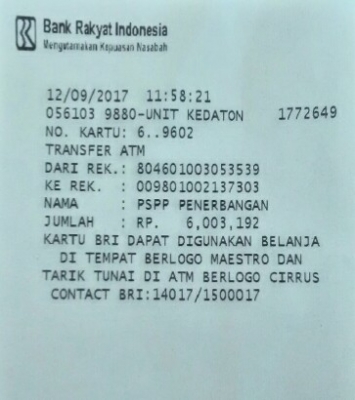 Bank Rakyat Indonesia
Mengutamakan Kepuasan Nasabah
12/09/2017 11:58:21
056103 9880-UNIT KEDATON 1772649
NO. KARTU: 6..9602
TRANSFER ATM
DARI REK.: 804601003053539
KE REK. : 009801002137303
NAMA : PSPP PENERBANGAN
JUMLAH : RP. 6,003,192
KARTU BRI DAPAT DIGUNAKAN BELANJA
DI TEMPAT BERLOGO MAESTRO DAN
TARIK TUNAI DI ATM BERLOGO CIRRUS
CONTACT BRI:14017/1500017